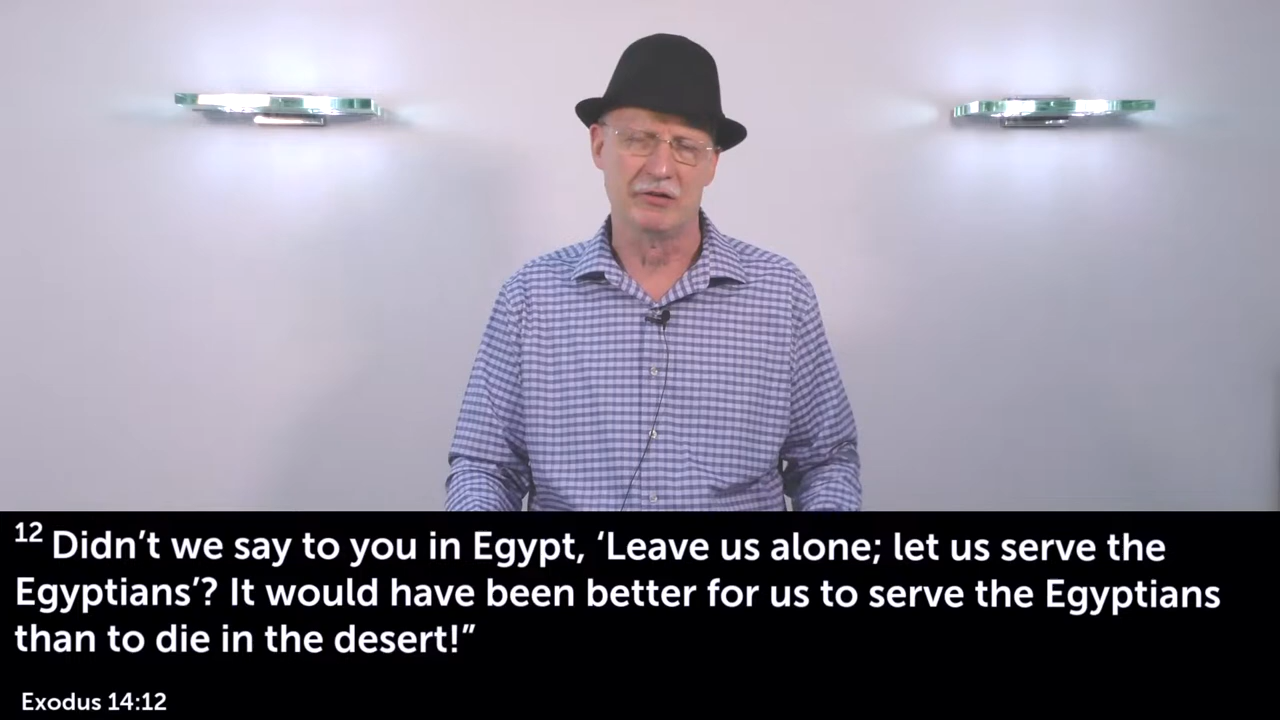 12 Didn’t we say to you in Egypt, ‘Leave us alone; let us serve the
Egyptians’? It would have been better for us to serve the Egyptians
than to die in the desert!”
Exodus 14:12